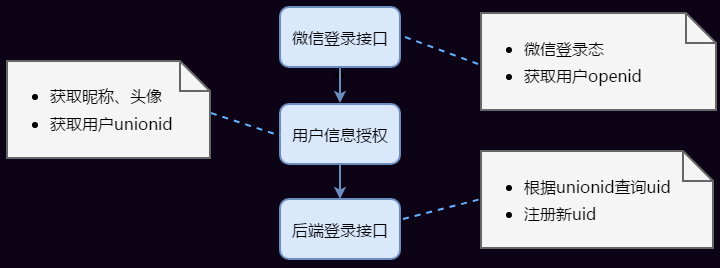 微信登录接口
微信登录态
获取用户openid
获取昵称、头像
获取用户unionid
用户信息授权
根据unionid查询uid
注册新uid
后端登录接口